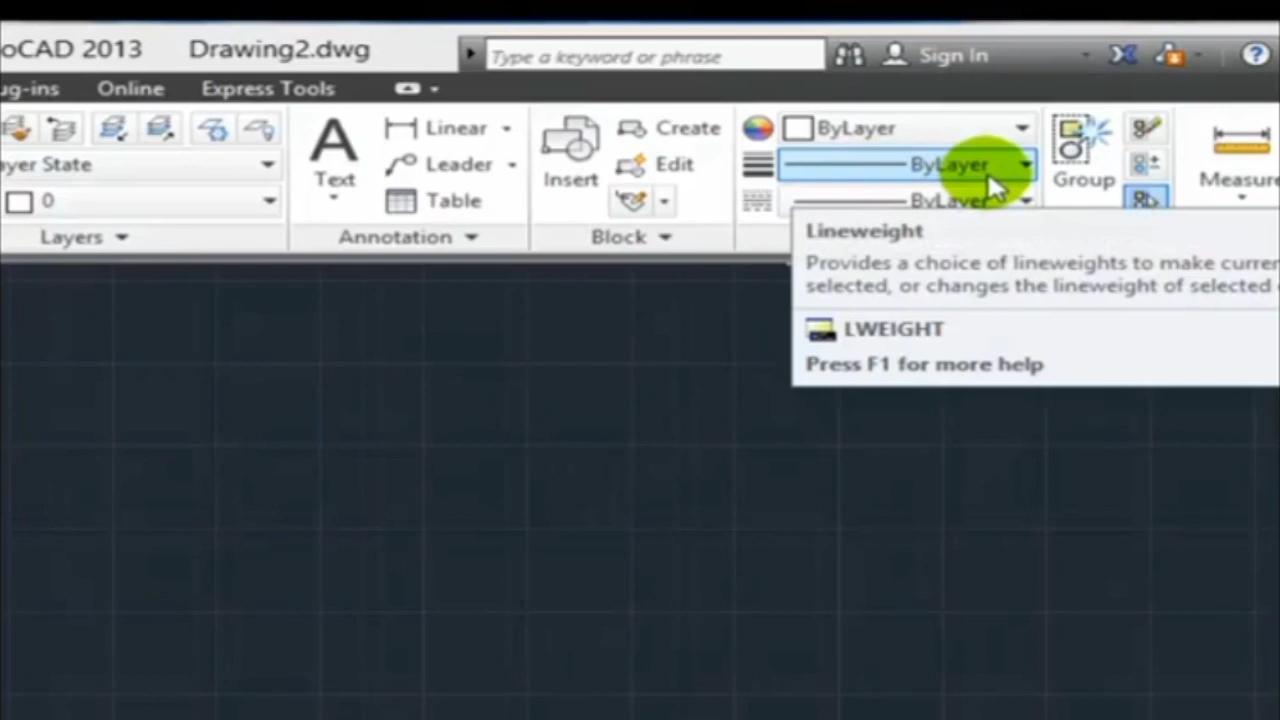 oCAD 2013 Drawing2.dwg Type a keyword or phrase Sign In ?
ug-ins Online Express Tools
A Linear ByLayer
Create
ayer State Leader Edit ByLayer
Text Insert Group Measure
0 Table ByLayer
Layers Annotation Block
Lineweight
Provides a choice of lineweights to make curren
selected, or changes the lineweight of selected
LWEIGHT
Press F1 for more help